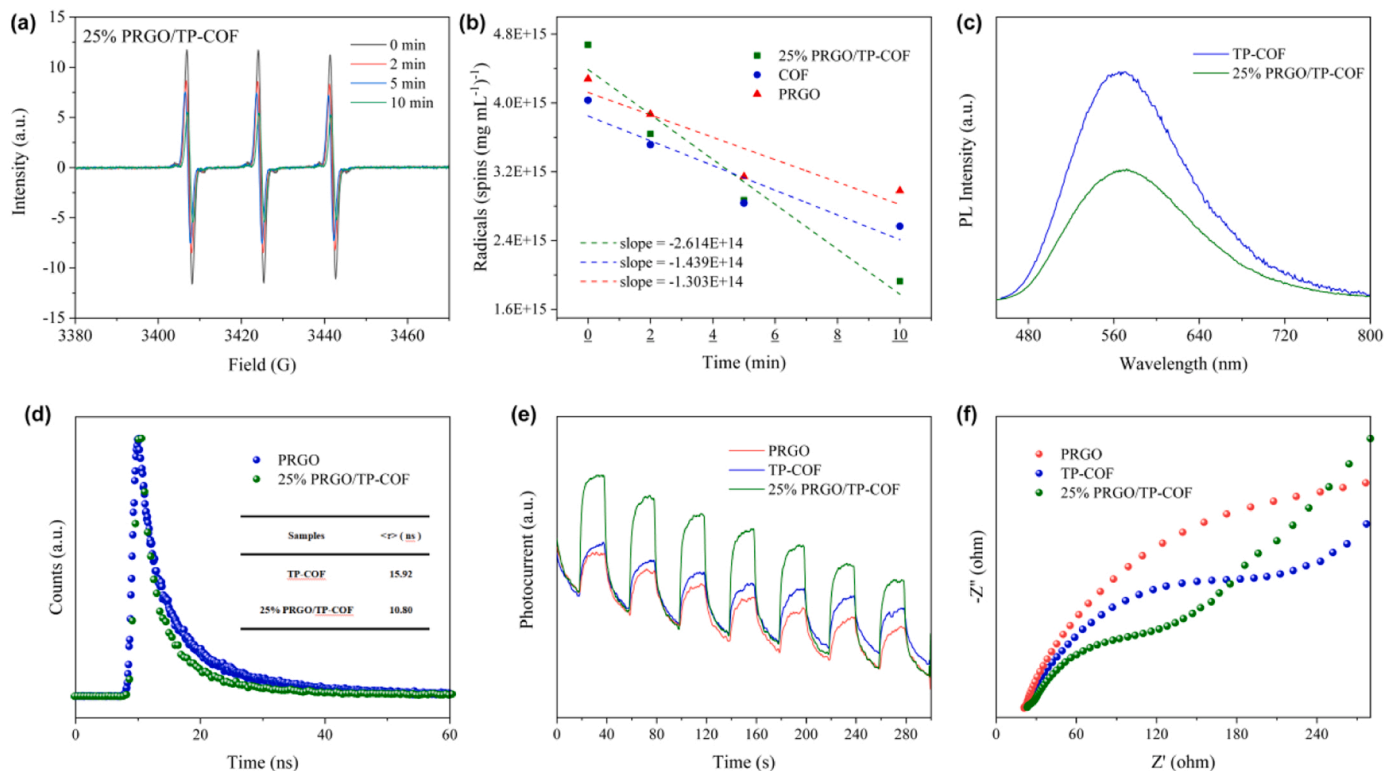 (a)
25% PRGO/TP-COF
0 min
2 min
5 min
10 min
15
10
5
0
-5
-10
-15
3380 3400 3420 3440 3460
Intensity (a.u.)
Field (G)
(b)
25% PRGO/TP-COF
COF
PRGO
4.8E+15
4.0E+15
3.2E+15
2.4E+15
1.6E+15
slope = -2.614E+14
slope = -1.439E+14
slope = -1.303E+14
0 2 4 6 8 10
Radicals (spins (mg mL⁻¹)⁻¹)
Time (min)
(c)
TP-COF
25% PRGO/TP-COF
480 560 640 720 800
PL Intensity (a.u.)
Wavelength (nm)
(d)
PRGO
25% PRGO/TP-COF
Samples <τ> ( ns )
TP-COF 15.92
25% PRGO/TP-COF 10.80
0 20 40 60
Counts (a.u.)
Time (ns)
(e)
PRGO
TP-COF
25% PRGO/TP-COF
0 40 80 120 160 200 240 280
Photocurrent (a.u.)
Time (s)
(f)
PRGO
TP-COF
25% PRGO/TP-COF
0 60 120 180 240
-Z'' (ohm)
Z' (ohm)